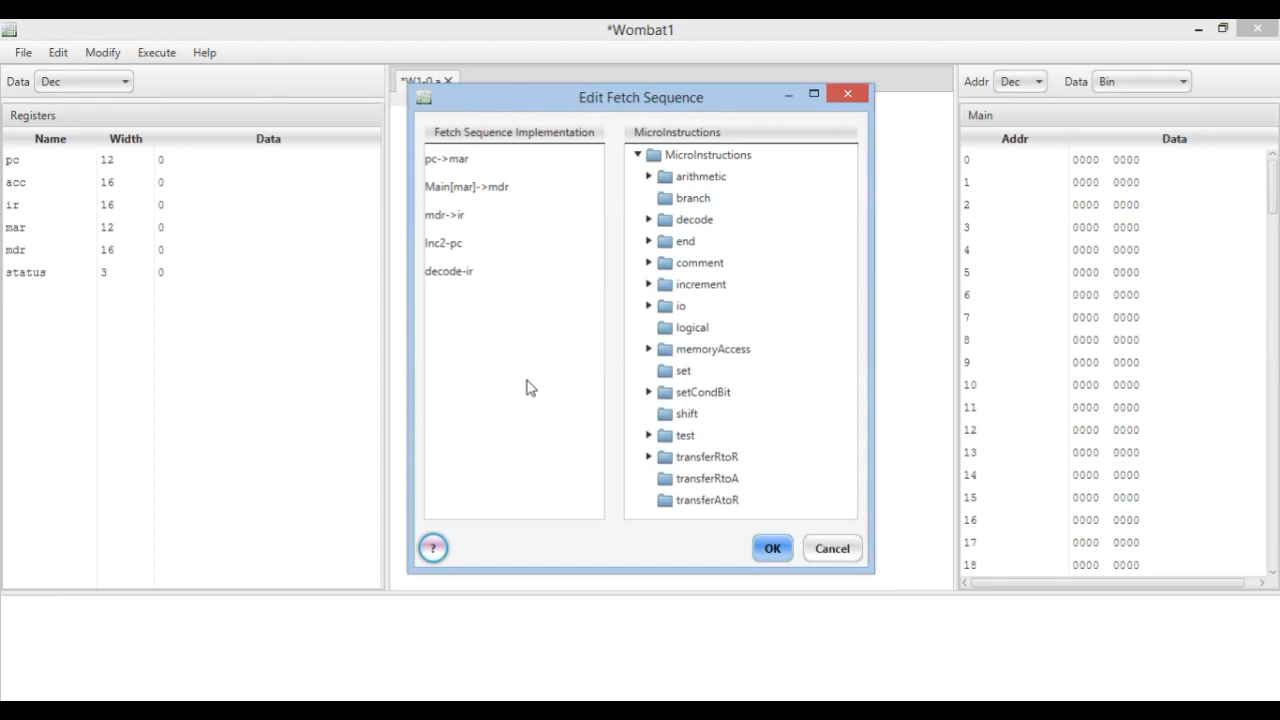 *Wombat1
File Edit Modify Execute Help
Data Dec
Registers
Name Width Data
pc 12 0
acc 16 0
ir 16 0
mar 12 0
mdr 16 0
status 3 0
*W1-0.a
Edit Fetch Sequence
Fetch Sequence Implementation
pc->mar
Main[mar]->mdr
mdr->ir
Inc2-pc
decode-ir
MicroInstructions
MicroInstructions
arithmetic
branch
decode
end
comment
increment
io
logical
memoryAccess
set
setCondBit
shift
test
transferRtoR
transferRtoA
transferAtoR
?
OK Cancel
Addr Dec Data Bin
Main
Addr Data
0 0000 0000
1 0000 0000
2 0000 0000
3 0000 0000
4 0000 0000
5 0000 0000
6 0000 0000
7 0000 0000
8 0000 0000
9 0000 0000
10 0000 0000
11 0000 0000
12 0000 0000
13 0000 0000
14 0000 0000
15 0000 0000
16 0000 0000
17 0000 0000
18 0000 0000